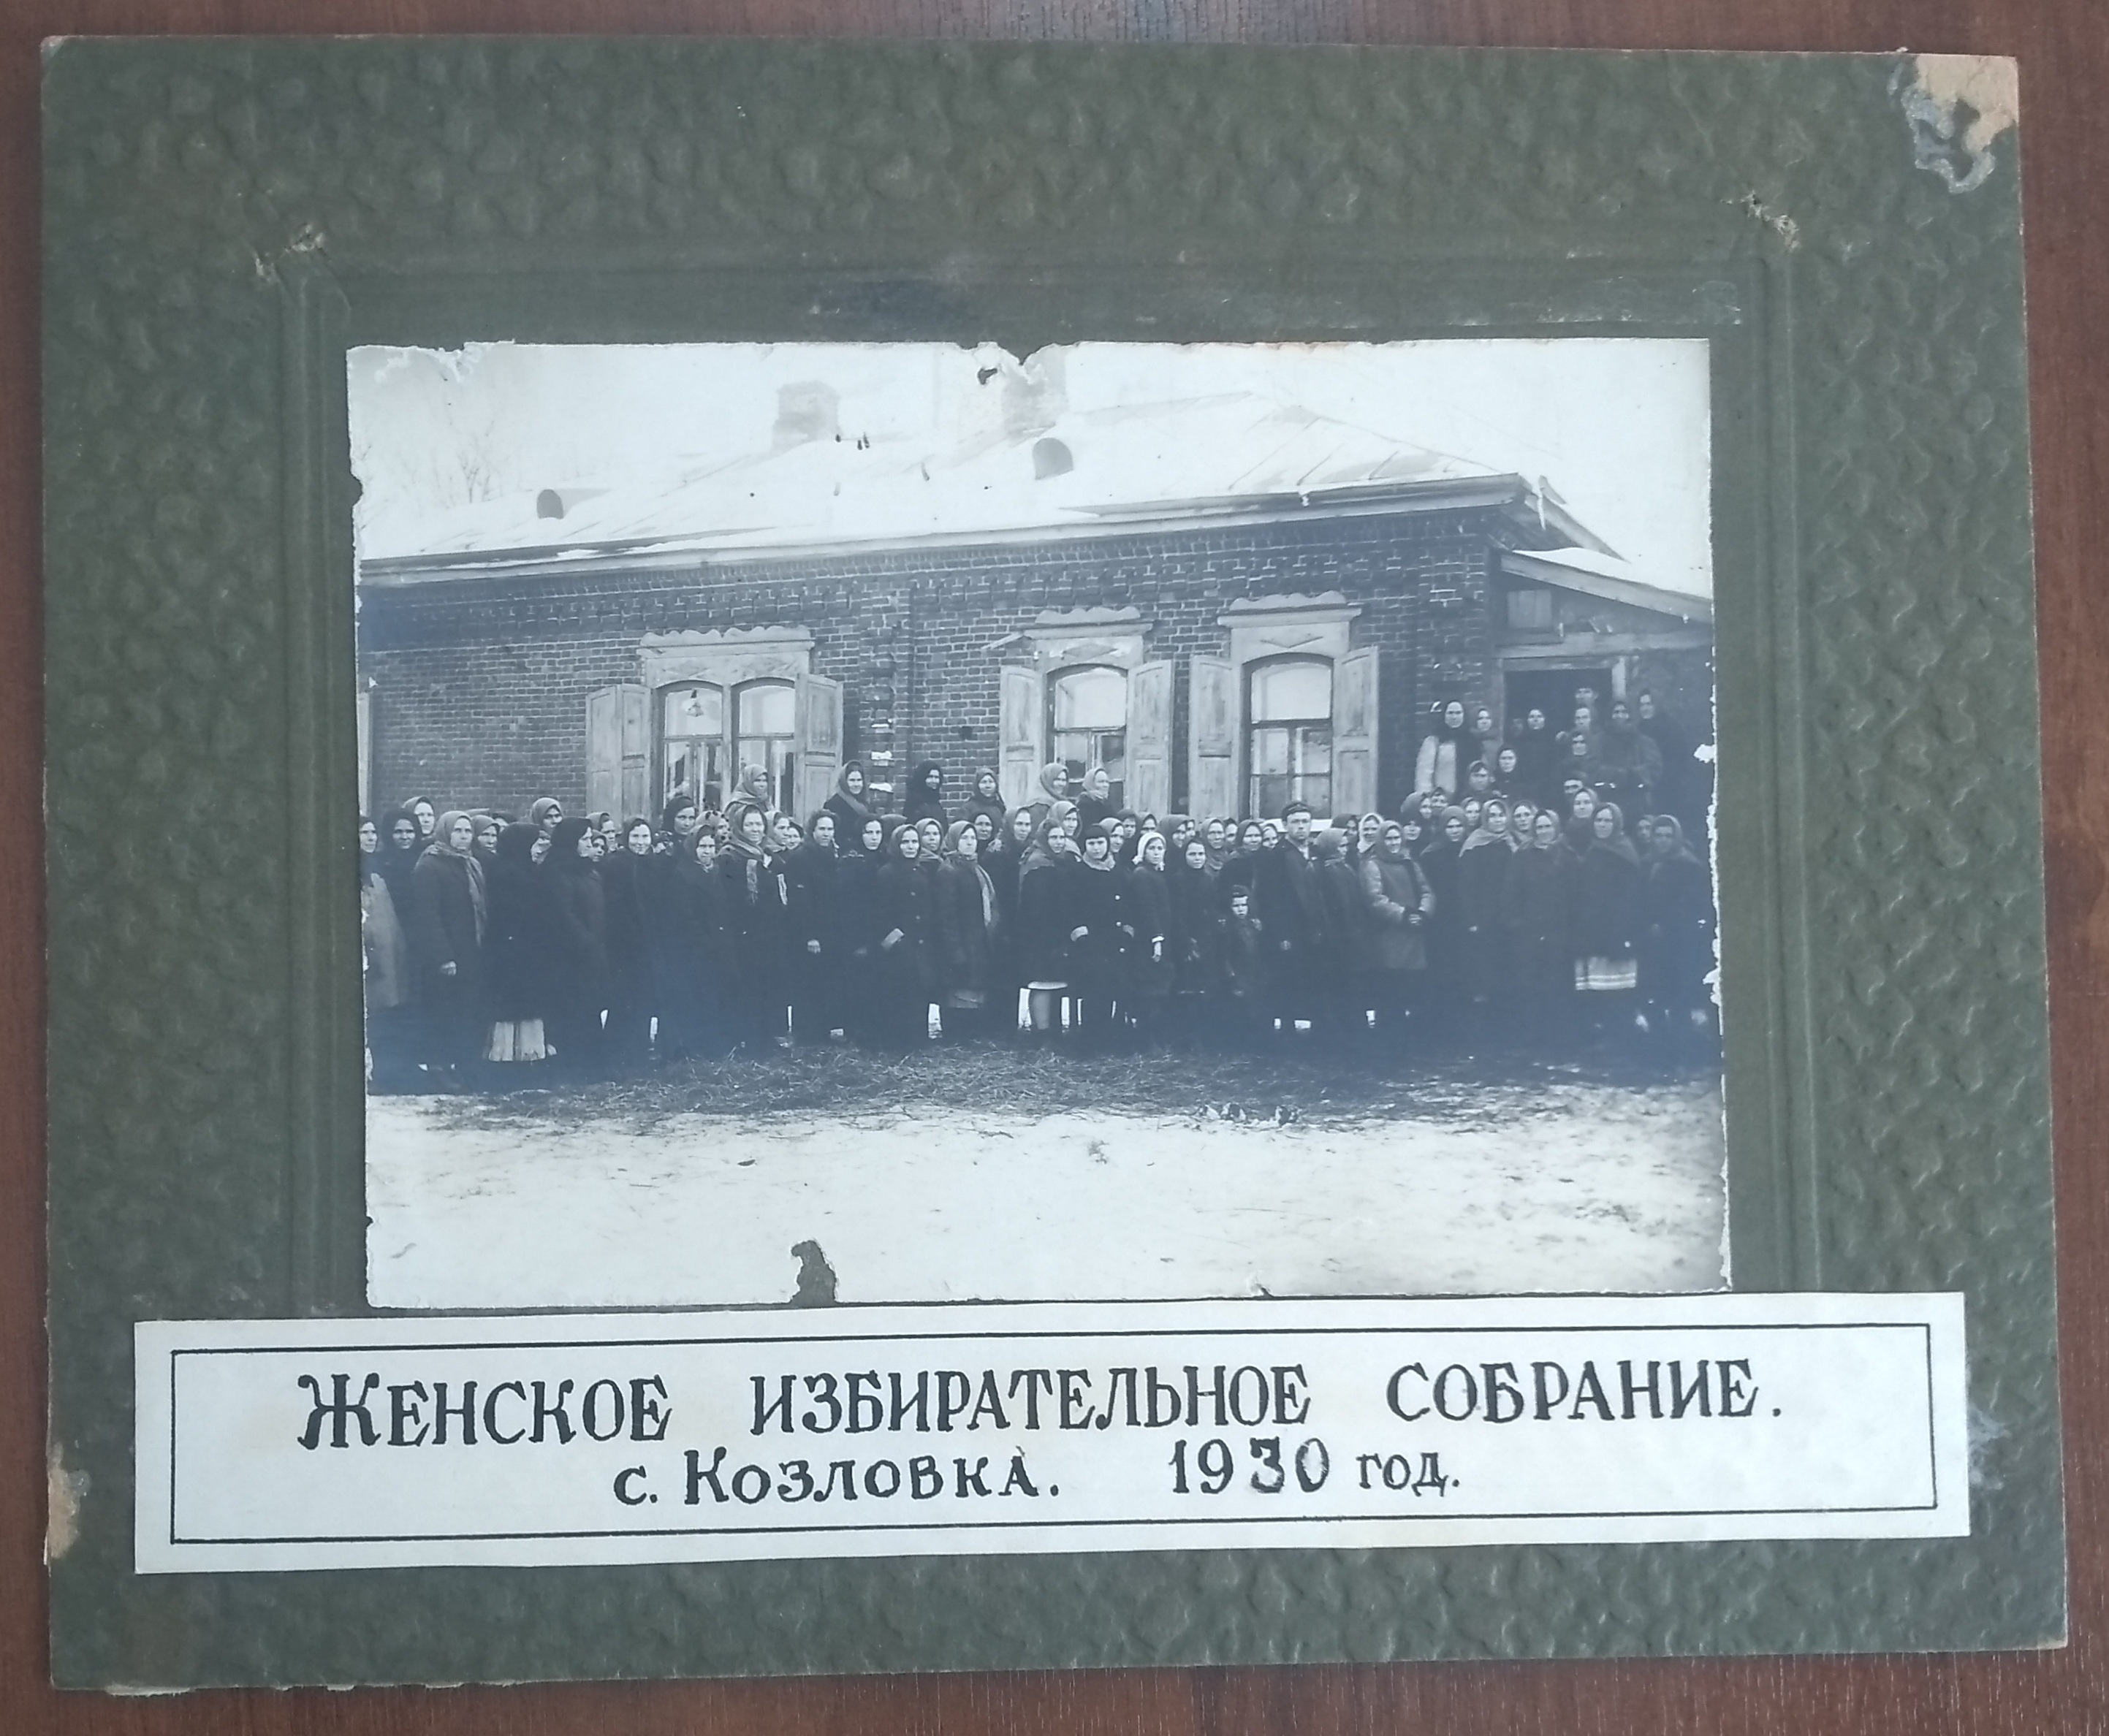 ЖЕНСКОЕ ИЗБИРАТЕЛЬНОЕ СОБРАНИЕ.
с. КОЗЛОВКА. 1930 год.